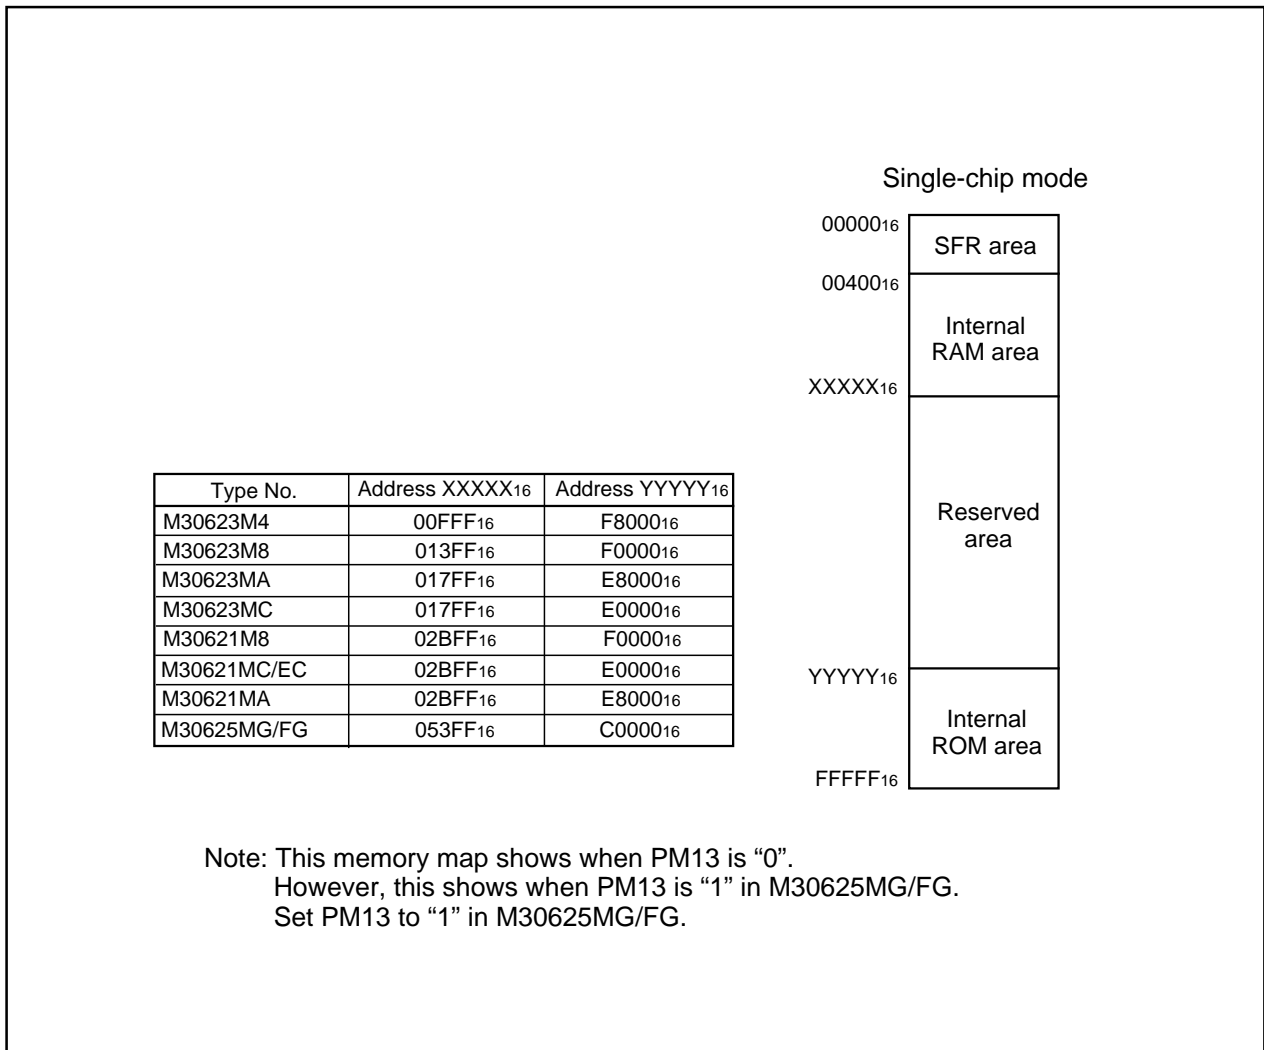 Single-chip mode
0000016
SFR area
0040016
Internal
RAM area
XXXXX16
Reserved
area
YYYYY16
Internal
ROM area
FFFFF16
Type No. Address XXXXX16 Address YYYYY16
M30623M4 00FFF16 F800016
M30623M8 013FF16 F000016
M30623MA 017FF16 E800016
M30623MC 017FF16 E000016
M30621M8 02BFF16 F000016
M30621MC/EC 02BFF16 E000016
M30621MA 02BFF16 E800016
M30625MG/FG 053FF16 C000016
Note: This memory map shows when PM13 is “0”.
However, this shows when PM13 is “1” in M30625MG/FG.
Set PM13 to “1” in M30625MG/FG.